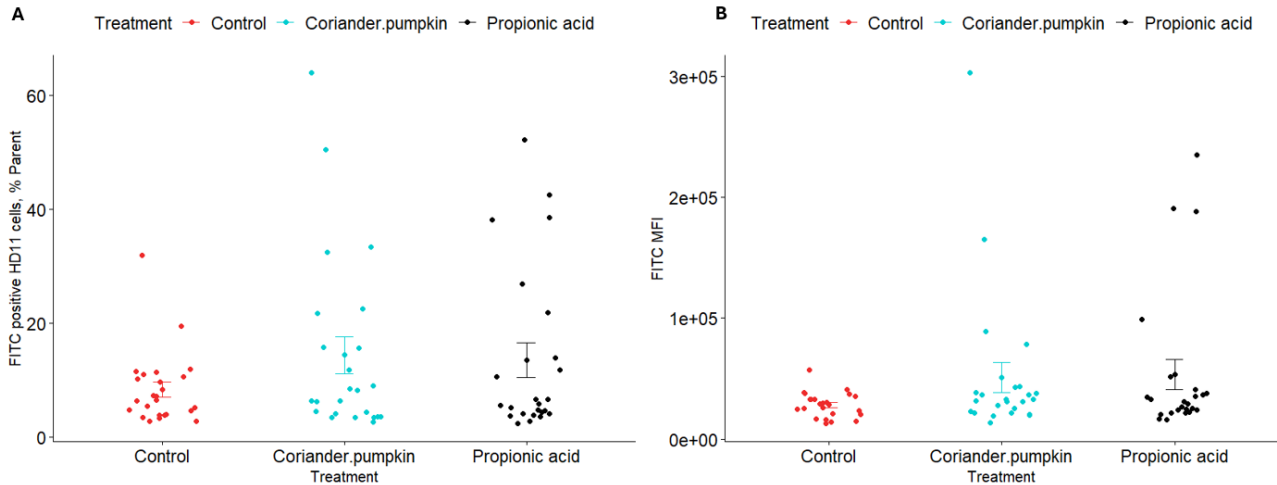 A
Treatment Control Coriander.pumpkin Propionic acid
FITC positive HD11 cells, % Parent
60
40
20
0
Control Coriander.pumpkin Propionic acid
Treatment
B
Treatment Control Coriander.pumpkin Propionic acid
FITC MFI
3e+05
2e+05
1e+05
0e+00
Control Coriander.pumpkin Propionic acid
Treatment